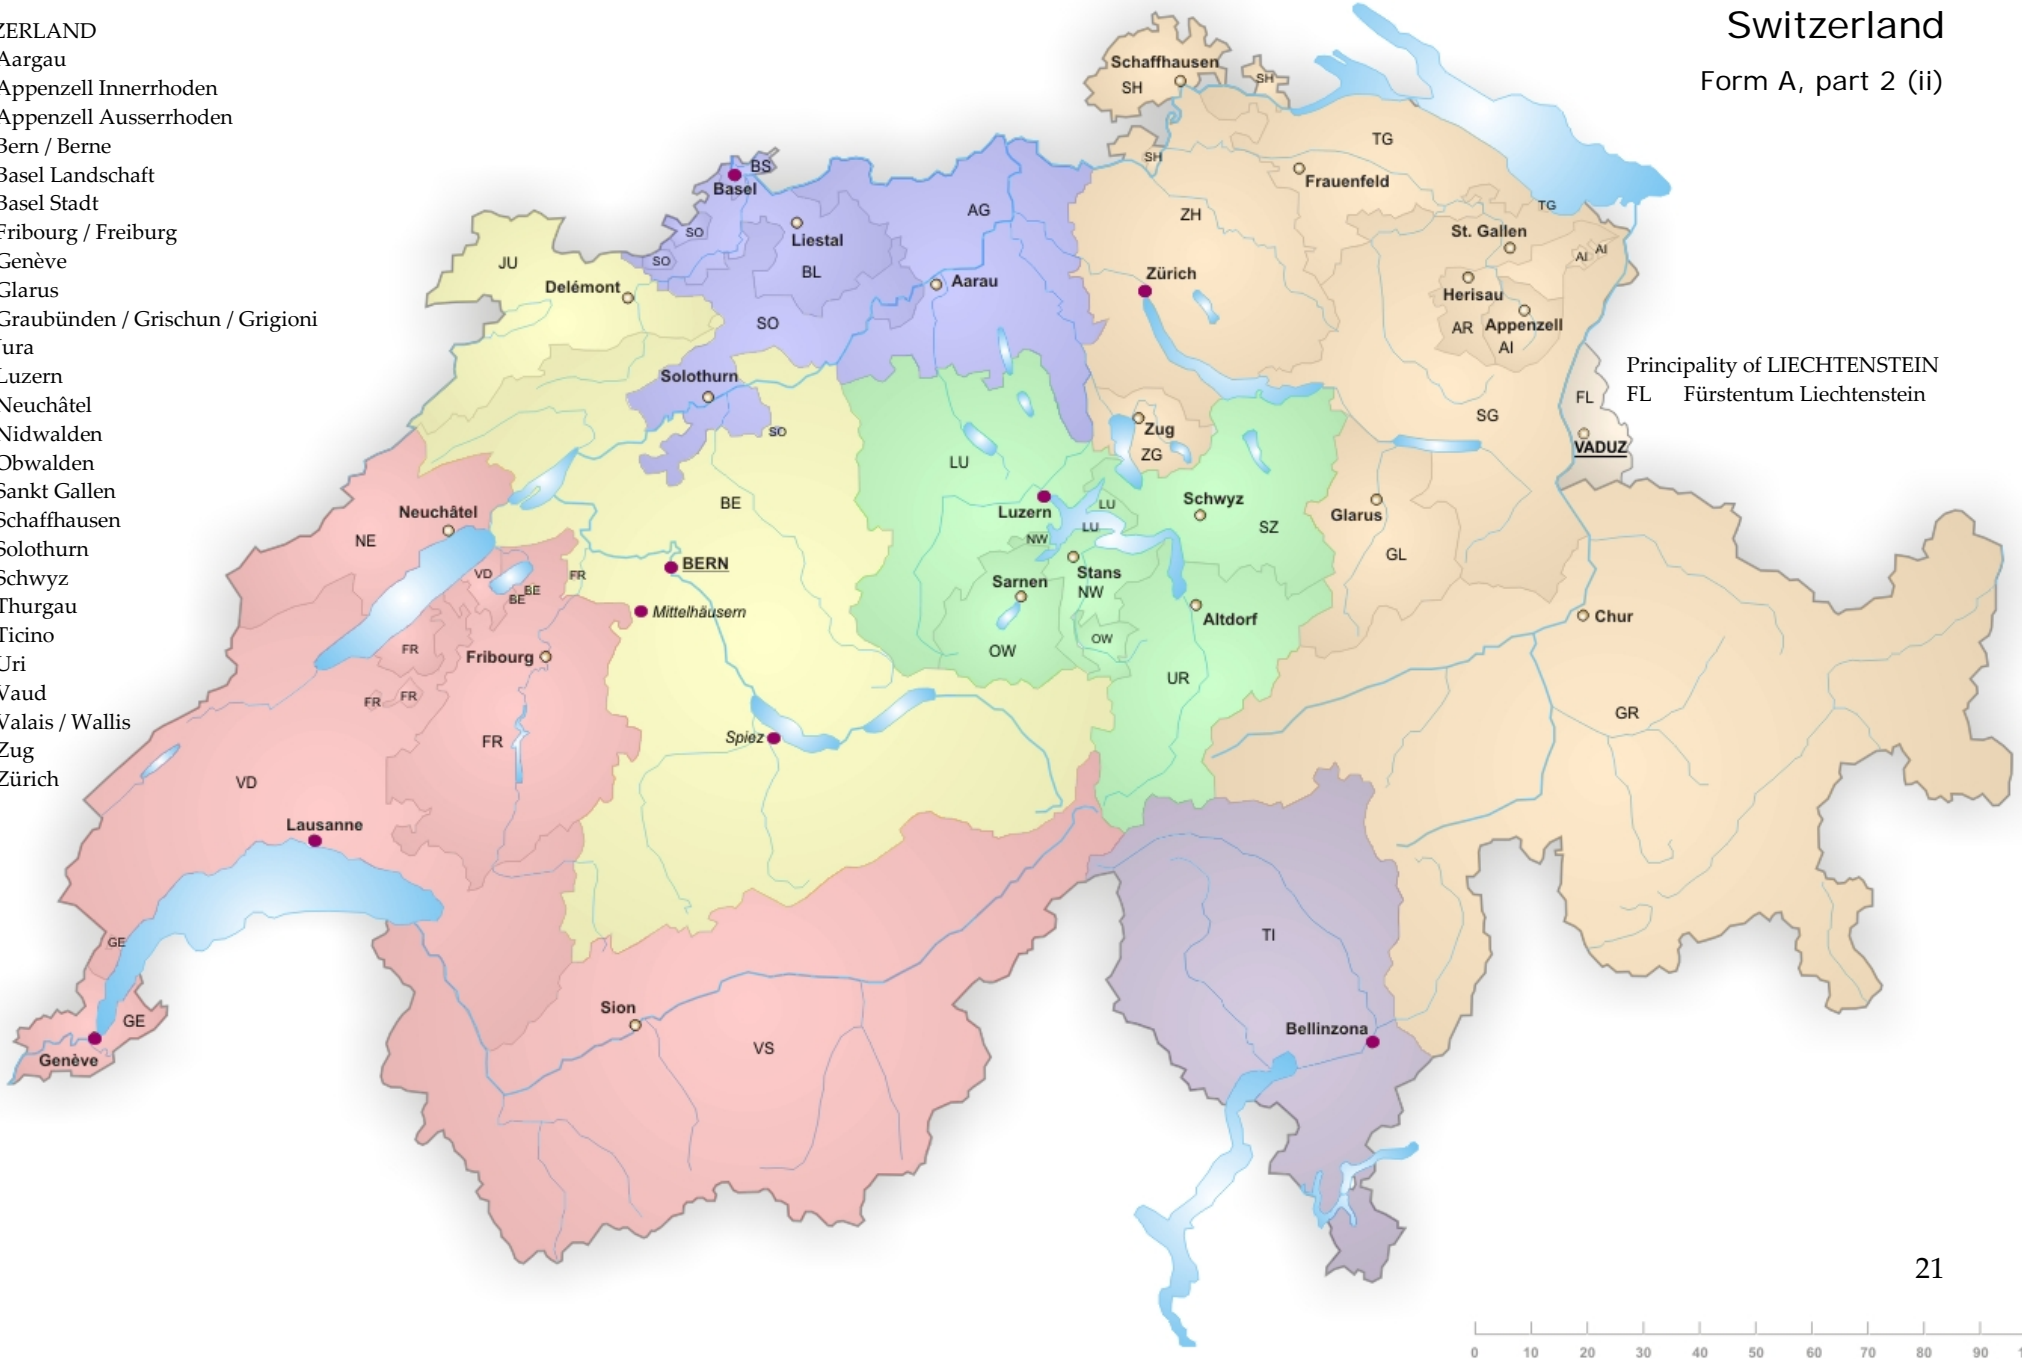 ZERLAND
Aargau
Appenzell Innerrhoden
Appenzell Ausserrhoden
Bern / Berne
Basel Landschaft
Basel Stadt
Fribourg / Freiburg
Genève
Glarus
Graubünden / Grischun / Grigioni
Jura
Luzern
Neuchâtel
Nidwalden
Obwalden
Sankt Gallen
Schaffhausen
Solothurn
Schwyz
Thurgau
Ticino
Uri
Vaud
Valais / Wallis
Zug
Zürich
Switzerland
Form A, part 2 (ii)
Principality of LIECHTENSTEIN
FL Fürstentum Liechtenstein
Schaffhausen
SH
SH
SH
TG
Frauenfeld
ZH
TG
St. Gallen
AI
AI
Herisau
AR
Appenzell
AI
Zürich
FL
VADUZ
SG
BS
Basel
SO
SO
Liestal
BL
AG
Aarau
SO
JU
Delémont
Solothurn
SO
Zug
ZG
LU
BE
Neuchâtel
NE
Luzern
LU
LU
NW
Schwyz
SZ
Glarus
GL
VD
BE
BE
FR
BERN
Mittelhäusern
Sarnen
Stans
NW
OW
OW
Altdorf
UR
Chur
GR
FR
Fribourg
FR
FR
FR
Spiez
VD
Lausanne
GE
GE
Genève
Sion
VS
TI
Bellinzona
21
0 10 20 30 40 50 60 70 80 90